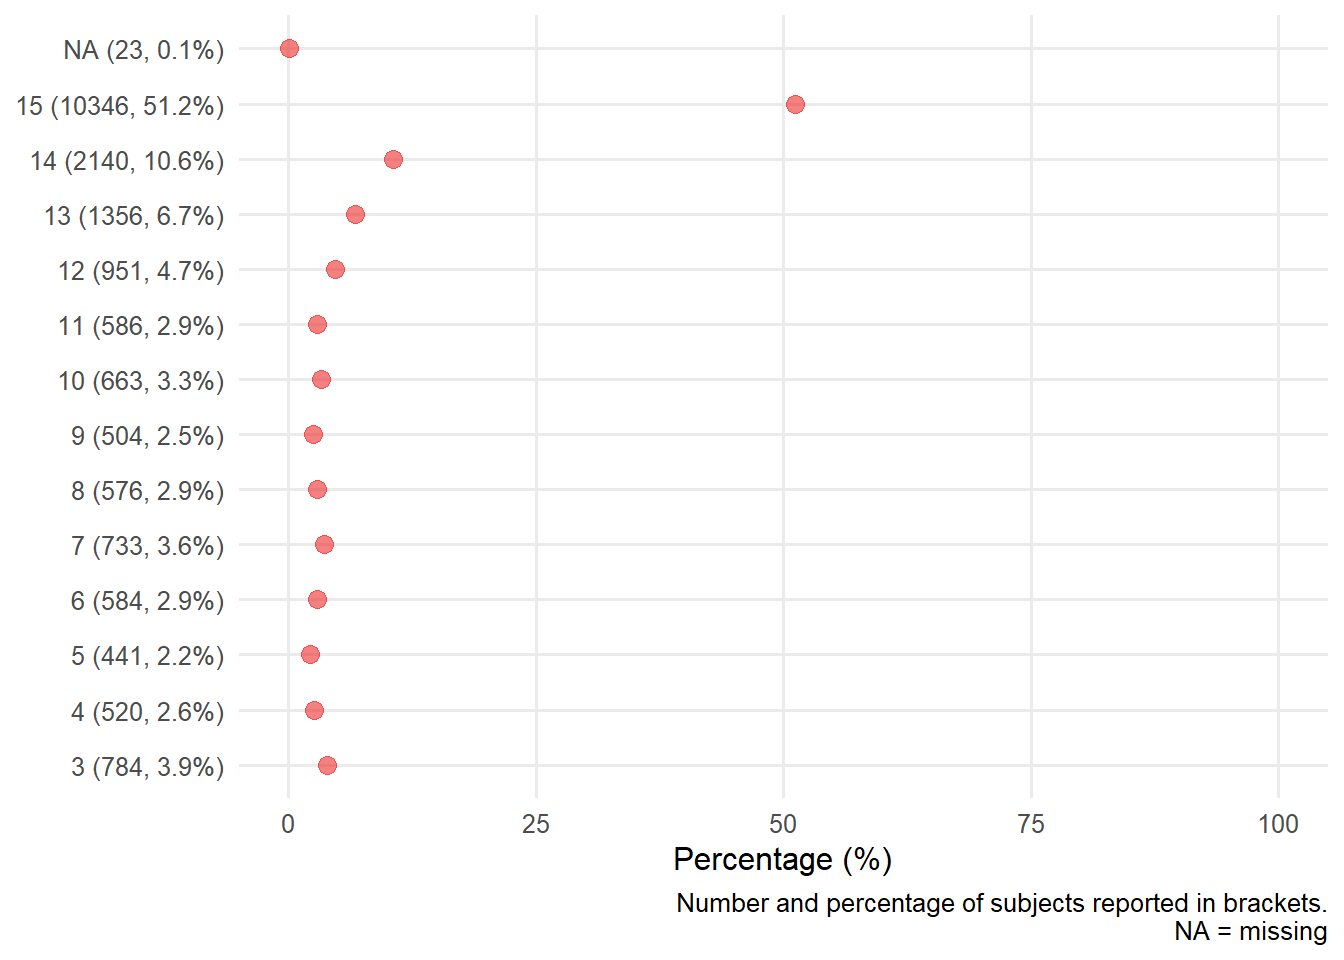 NA (23, 0.1%)
15 (10346, 51.2%)
14 (2140, 10.6%)
13 (1356, 6.7%)
12 (951, 4.7%)
11 (586, 2.9%)
10 (663, 3.3%)
9 (504, 2.5%)
8 (576, 2.9%)
7 (733, 3.6%)
6 (584, 2.9%)
5 (441, 2.2%)
4 (520, 2.6%)
3 (784, 3.9%)
0 25 50 75 100
Percentage (%)
Number and percentage of subjects reported in brackets.
NA = missing